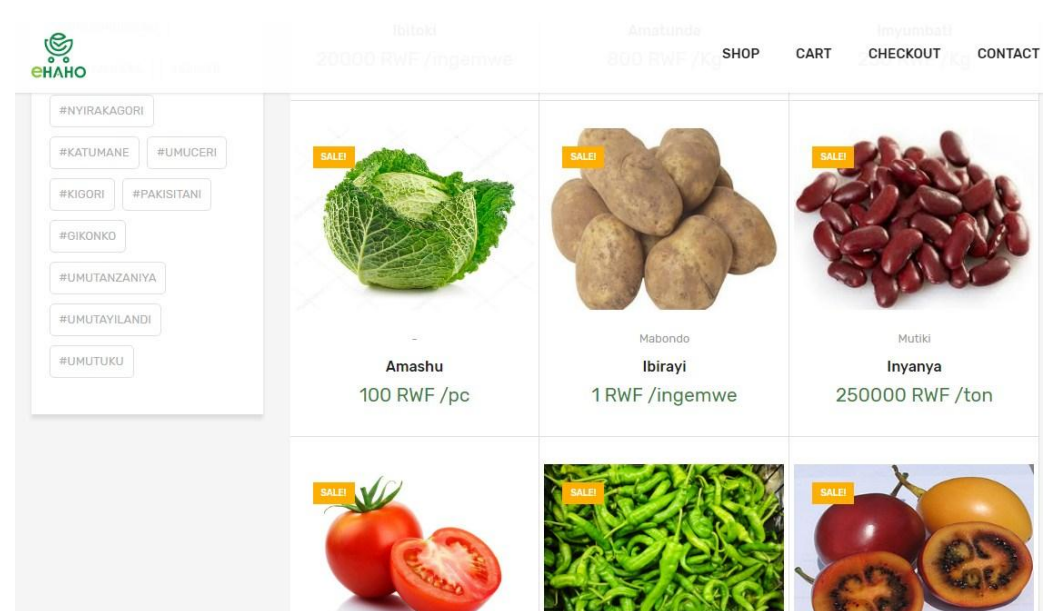 Ibitoki
Amatunda
Imyumbati
20000 RWF /ingemwe
800 RWF /Kg
/Kg
eHAHO
SHOP
CART
CHECKOUT
CONTACT
#NYIRAKAGORI
#KATUMANE
#UMUCERI
#KIGORI
#PAKISITANI
#GIKONKO
#UMUTANZANIYA
#UMUTAYILANDI
#UMUTUKU
SALE!
-
Amashu
100 RWF /pc
SALE!
Mabondo
Ibirayi
1 RWF /ingemwe
SALE!
Mutiki
Inyanya
250000 RWF /ton
SALE!
SALE!
SALE!